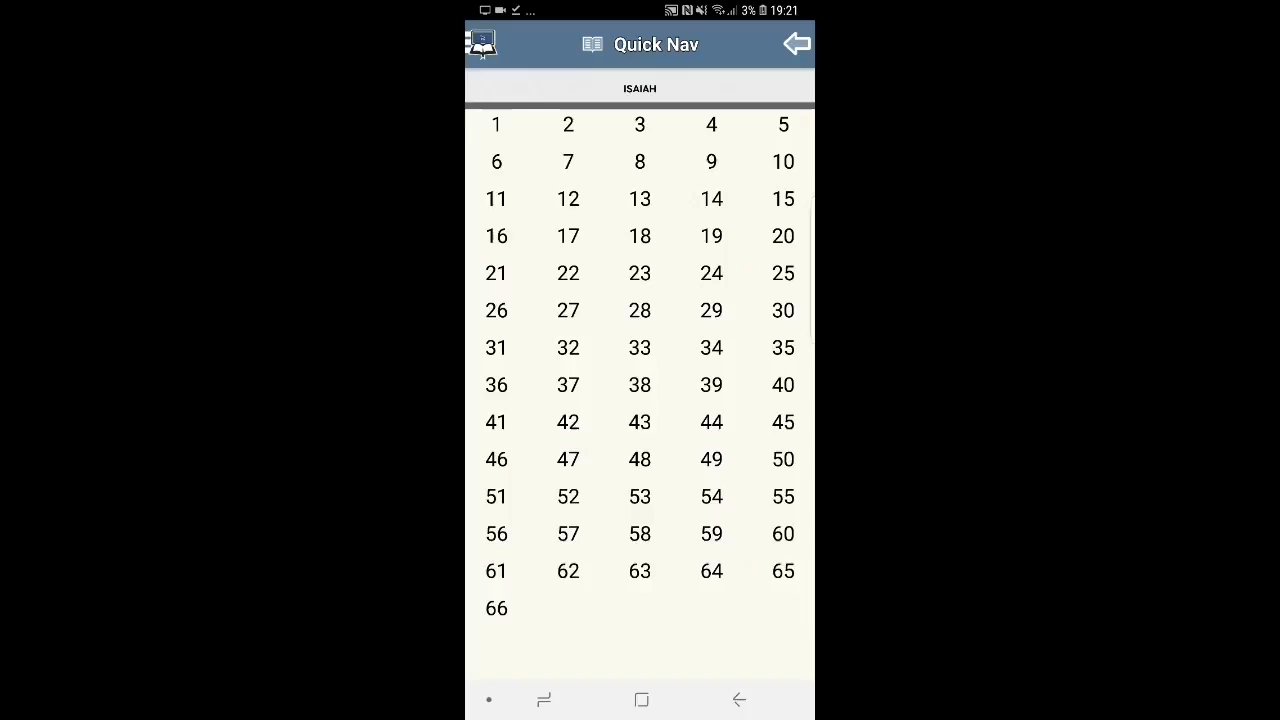 ... 3% 19:21
Quick Nav
ISAIAH
1 2 3 4 5
6 7 8 9 10
11 12 13 14 15
16 17 18 19 20
21 22 23 24 25
26 27 28 29 30
31 32 33 34 35
36 37 38 39 40
41 42 43 44 45
46 47 48 49 50
51 52 53 54 55
56 57 58 59 60
61 62 63 64 65
66